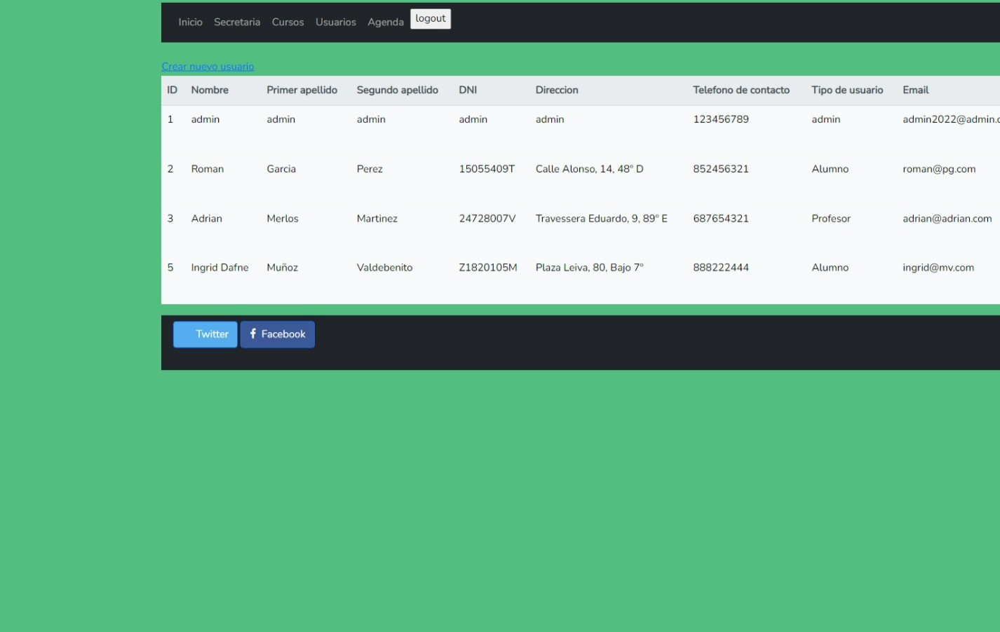 Inicio Secretaria Cursos Usuarios Agenda logout
Crear nuevo usuario
ID Nombre Primer apellido Segundo apellido DNI Direccion Telefono de contacto Tipo de usuario Email
1 admin admin admin admin admin 123456789 admin admin2022@admin.c
2 Roman Garcia Perez 15055409T Calle Alonso, 14, 48º D 852456321 Alumno roman@pg.com
3 Adrian Merlos Martinez 24728007V Travessera Eduardo, 9, 89º E 687654321 Profesor adrian@adrian.com
5 Ingrid Dafne Muñoz Valdebenito Z1820105M Plaza Leiva, 80, Bajo 7º 888222444 Alumno ingrid@mv.com
Twitter Facebook